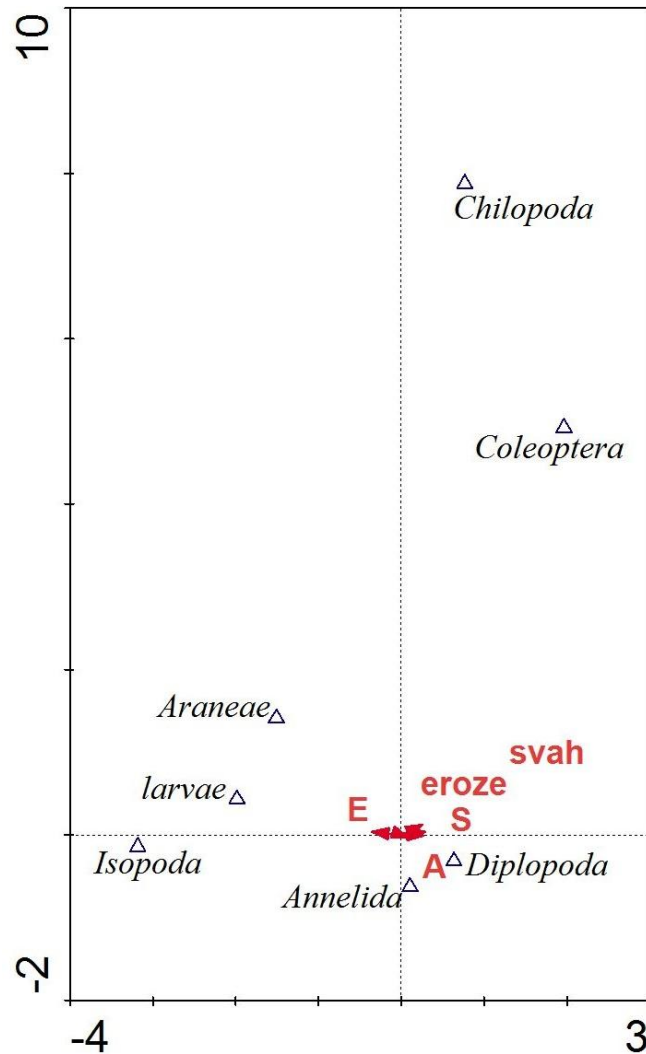 10
Chilopoda
Coleoptera
Araneae
svah
larvae
eroze
E
S
Isopoda
A
Diplopoda
Annelida
-2
-4
3